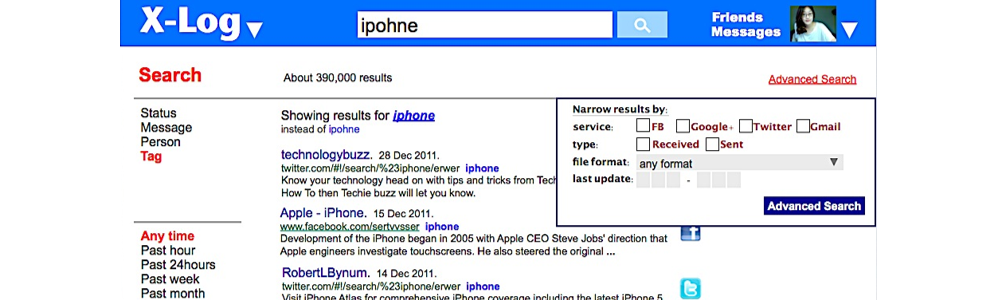 X-Log
ipohne
Friends
Messages
Search
About 390,000 results
Advanced Search
Status
Message
Person
Tag
Any time
Past hour
Past 24hours
Past week
Past month
Showing results for iphone
instead of ipohne
technologybuzz. 28 Dec 2011.
twitter.com/#!/search/%23iphone/erwer iphone
Know your technology head on with tips and tricks from Tech
How To then Techie buzz will let you know.
Apple - iPhone. 15 Dec 2011.
www.facebook.com/sertvvsser iphone
Development of the iPhone began in 2005 with Apple CEO Steve Jobs' direction that
Apple engineers investigate touchscreens. He also steered the original ...
RobertLBynum. 14 Dec 2011.
twitter.com/#!/search/%23iphone/erwer iphone
Visit iPhone Atlas for comprehensive iPhone coverage including the latest iPhone 5
Narrow results by:
service: FB Google+ Twitter Gmail
type: Received Sent
file format: any format
last update: -
Advanced Search